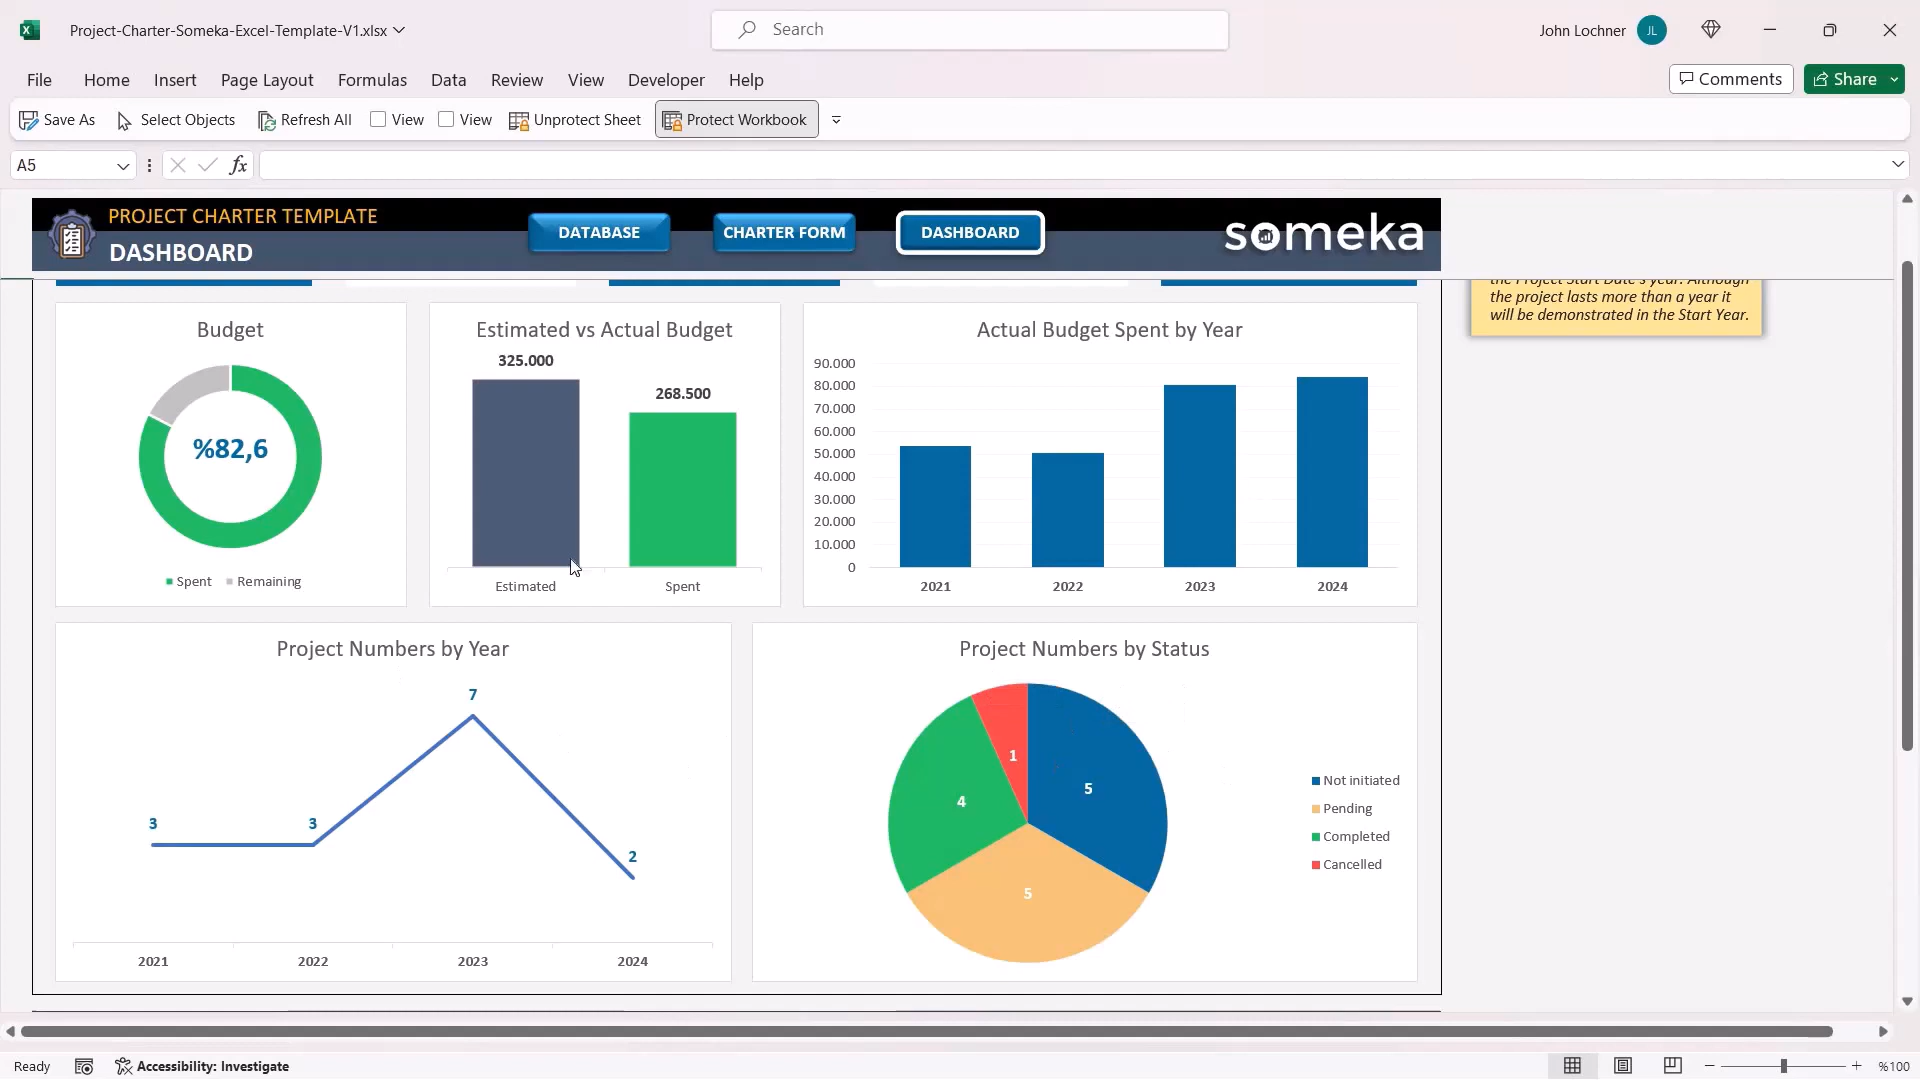 Project-Charter-Someka-Excel-Template-V1.xlsx
Search
John Lochner
JL
File
Home
Insert
Page Layout
Formulas
Data
Review
View
Developer
Help
Comments
Share
Save As
Select Objects
Refresh All
View
View
Unprotect Sheet
Protect Workbook
A5
fx
PROJECT CHARTER TEMPLATE
DASHBOARD
DATABASE
CHARTER FORM
DASHBOARD
someka
the Project Start Date's year. Although
the project lasts more than a year it
will be demonstrated in the Start Year.
Budget
%82,6
Spent
Remaining
Estimated vs Actual Budget
325.000
268.500
Estimated
Spent
Actual Budget Spent by Year
90.000
80.000
70.000
60.000
50.000
40.000
30.000
20.000
10.000
0
2021
2022
2023
2024
Project Numbers by Year
3
3
7
2
2021
2022
2023
2024
Project Numbers by Status
1
5
4
5
Not initiated
Pending
Completed
Cancelled
Ready
Accessibility: Investigate
%100